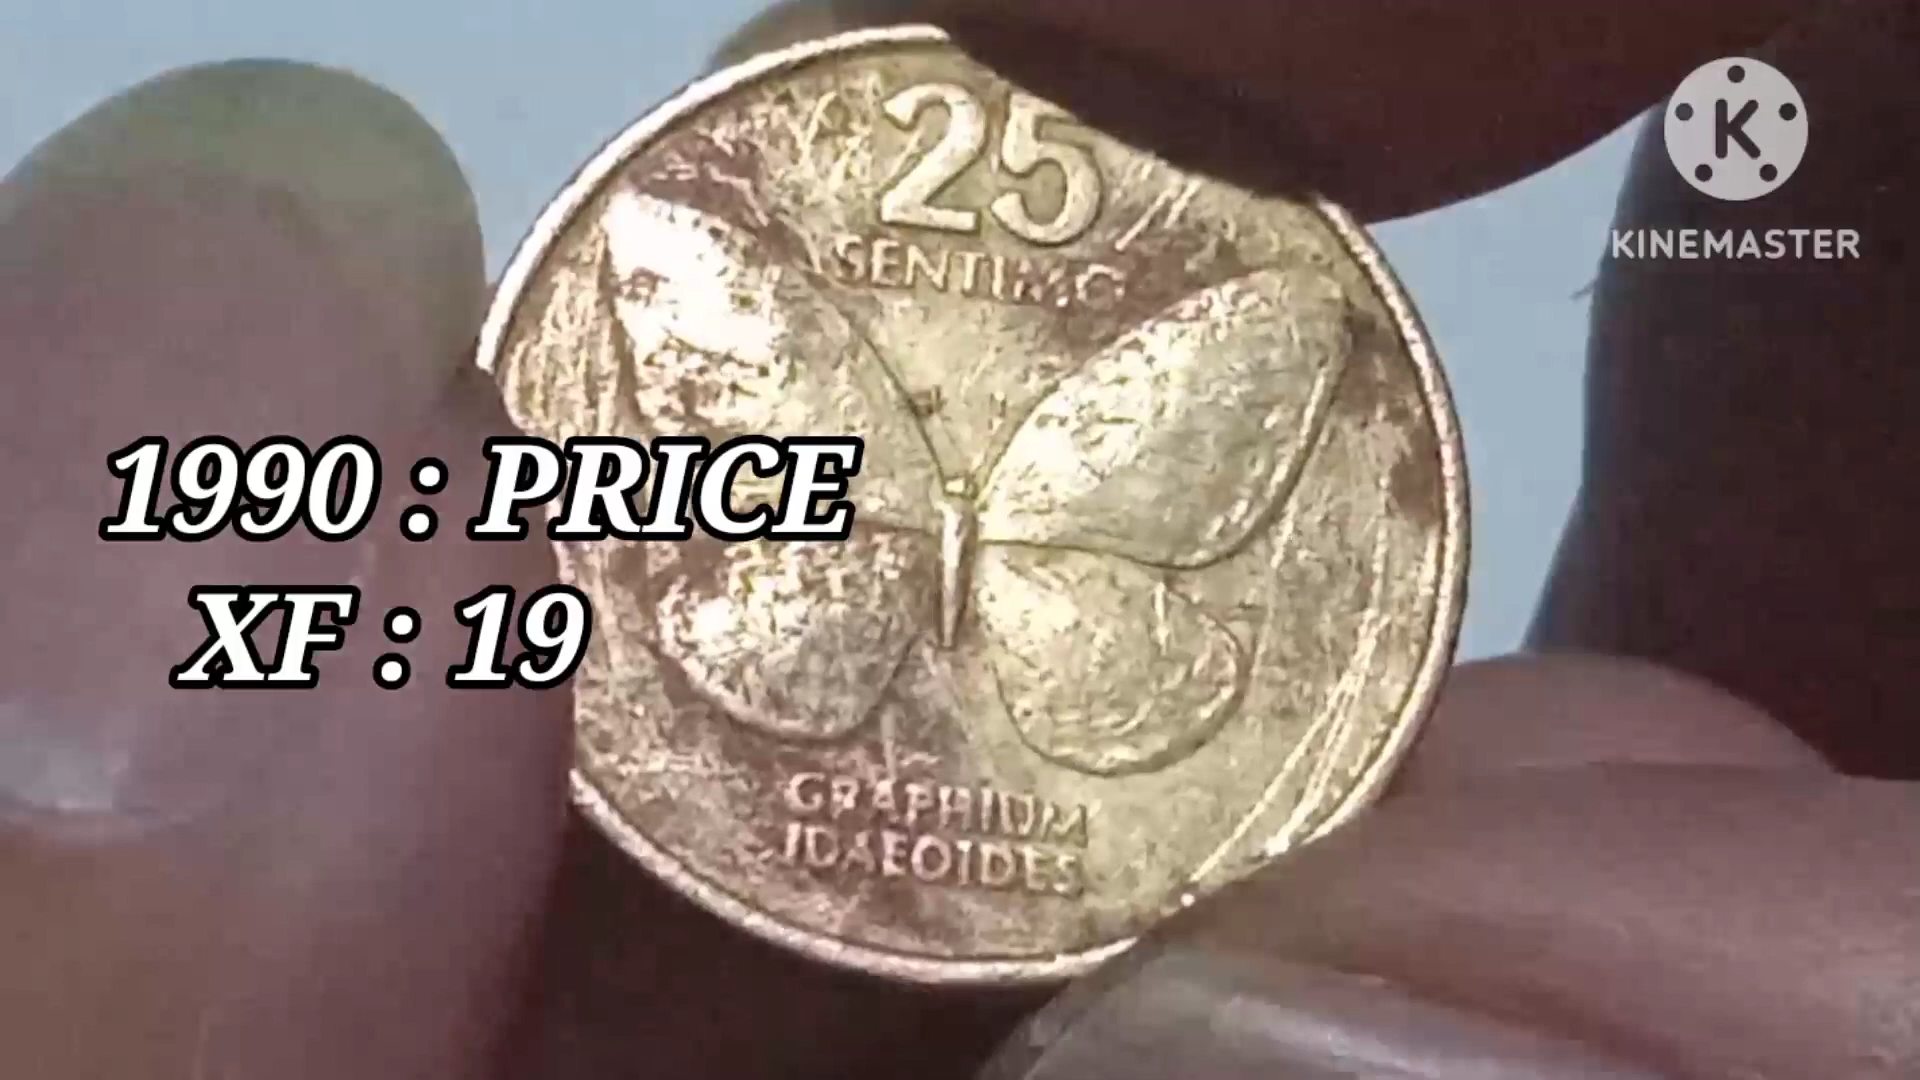 25
SENTIMO
GRAPHIUM
IDAEOIDES
1990 : PRICE
XF : 19
K
KINEMASTER